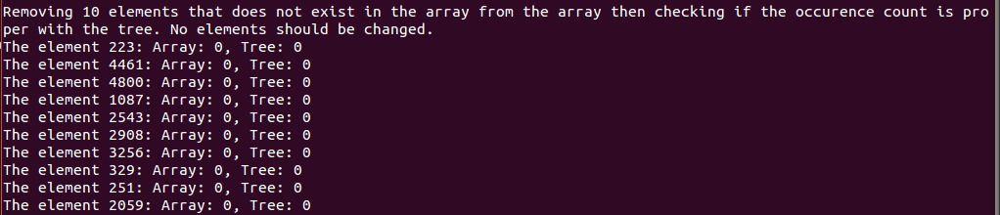 Removing 10 elements that does not exist in the array from the array then checking if the occurence count is pro
per with the tree. No elements should be changed.
The element 223: Array: 0, Tree: 0
The element 4461: Array: 0, Tree: 0
The element 4800: Array: 0, Tree: 0
The element 1087: Array: 0, Tree: 0
The element 2543: Array: 0, Tree: 0
The element 2908: Array: 0, Tree: 0
The element 3256: Array: 0, Tree: 0
The element 329: Array: 0, Tree: 0
The element 251: Array: 0, Tree: 0
The element 2059: Array: 0, Tree: 0